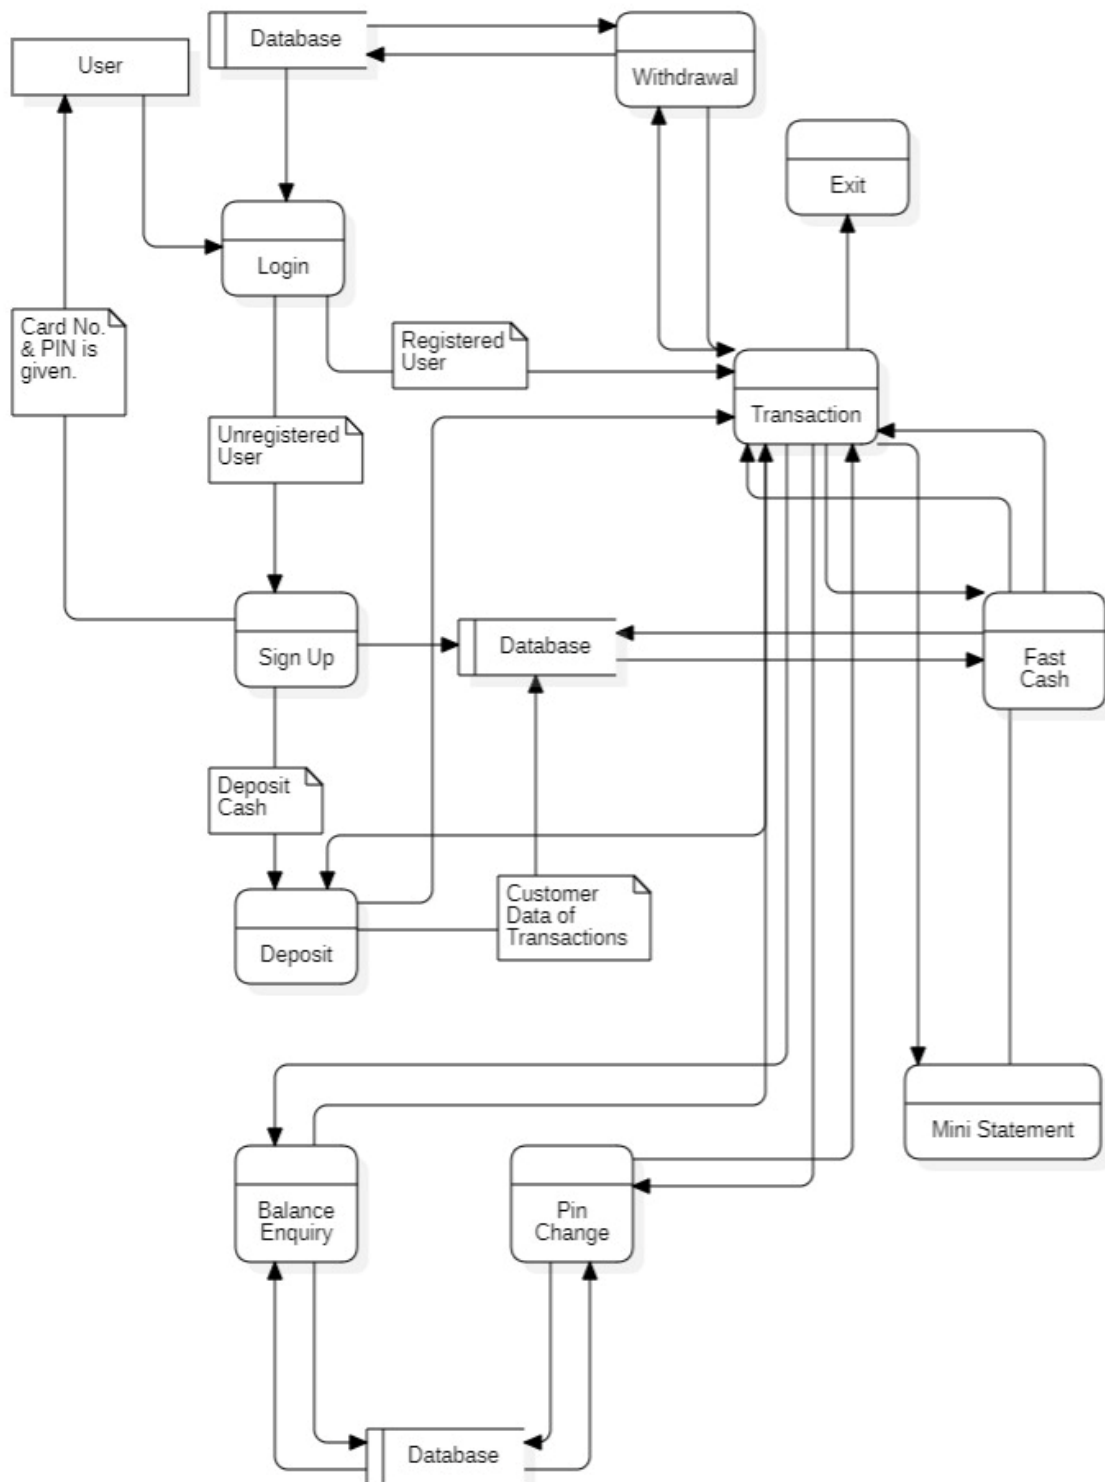 Database
User
Withdrawal
Exit
Login
Card No.
& PIN is
given.
Registered
User
Transaction
Unregistered
User
Sign Up
Database
Fast
Cash
Deposit
Cash
Customer
Data of
Transactions
Deposit
Mini Statement
Balance
Enquiry
Pin
Change
Database